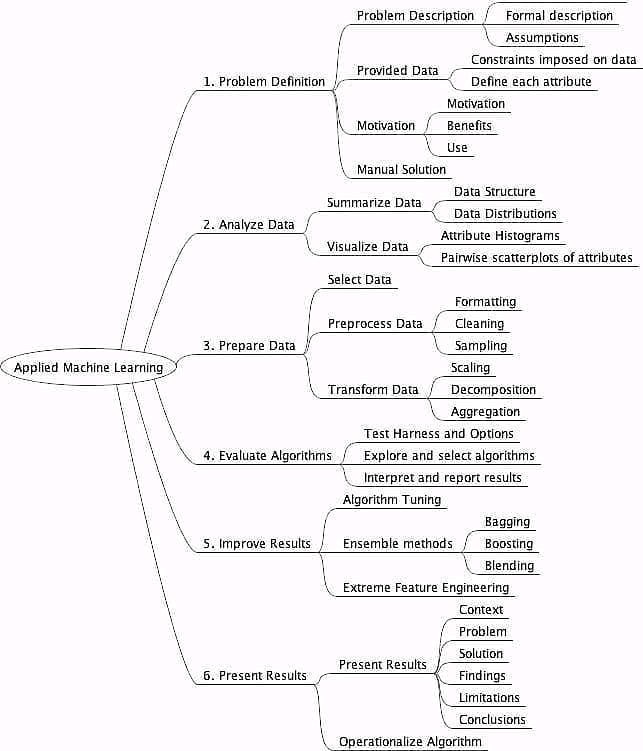 Problem Description
Formal description
Assumptions
Provided Data
Constraints imposed on data
Define each attribute
1. Problem Definition
Motivation
Motivation
Benefits
Use
Manual Solution
2. Analyze Data
Summarize Data
Data Structure
Data Distributions
Visualize Data
Attribute Histograms
Pairwise scatterplots of attributes
Applied Machine Learning
3. Prepare Data
Select Data
Preprocess Data
Formatting
Cleaning
Sampling
Transform Data
Scaling
Decomposition
Aggregation
4. Evaluate Algorithms
Test Harness and Options
Explore and select algorithms
Interpret and report results
5. Improve Results
Algorithm Tuning
Ensemble methods
Bagging
Boosting
Blending
Extreme Feature Engineering
6. Present Results
Present Results
Context
Problem
Solution
Findings
Limitations
Conclusions
Operationalize Algorithm